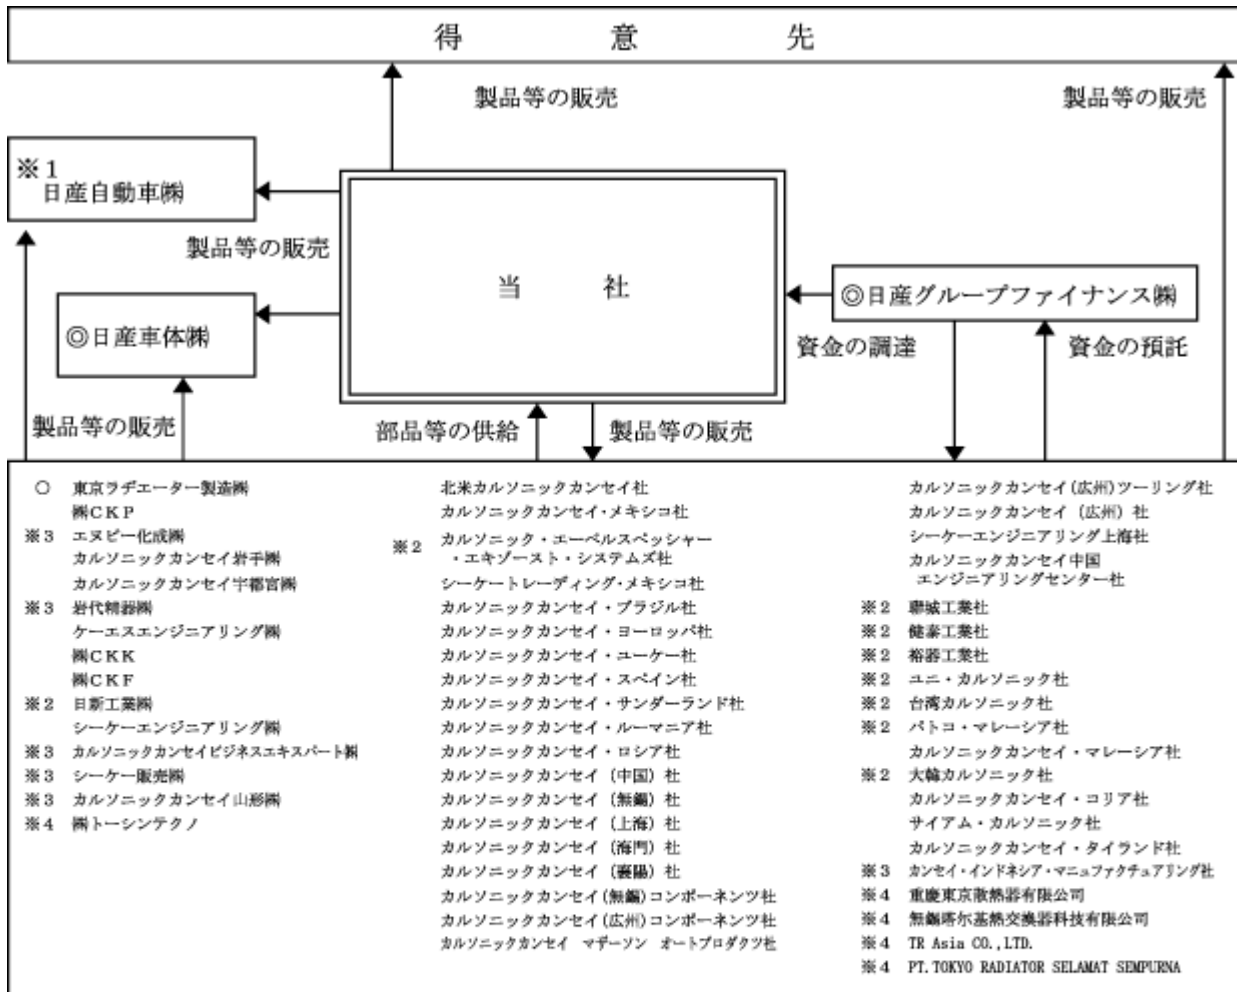 得意先
製品等の販売
製品等の販売
※1
日産自動車㈱
製品等の販売
当社
◎日産グループファイナンス㈱
◎日産車体㈱
資金の調達
資金の預託
製品等の販売
部品等の供給
製品等の販売
○ 東京ラヂエーター製造㈱
㈱CKP
※3 エヌピー化成㈱
カルソニックカンセイ岩手㈱
カルソニックカンセイ宇都宮㈱
※3 岩代精器㈱
ケーエスエンジニアリング㈱
㈱CKK
㈱CKF
※2 日新工業㈱
シーケーエンジニアリング㈱
※3 カルソニックカンセイビジネスエキスパート㈱
※3 シーケー販売㈱
※3 カルソニックカンセイ山形㈱
※4 ㈱トーシンテクノ
北米カルソニックカンセイ社
カルソニックカンセイ・メキシコ社
※2 カルソニック・エーベルスペッシャー
・エキゾースト・システムズ社
シーケートレーディング・メキシコ社
カルソニックカンセイ・ブラジル社
カルソニックカンセイ・ヨーロッパ社
カルソニックカンセイ・ユーケー社
カルソニックカンセイ・スペイン社
カルソニックカンセイ・サンダーランド社
カルソニックカンセイ・ルーマニア社
カルソニックカンセイ・ロシア社
カルソニックカンセイ（中国）社
カルソニックカンセイ（無錫）社
カルソニックカンセイ（上海）社
カルソニックカンセイ（海門）社
カルソニックカンセイ（襄陽）社
カルソニックカンセイ(無錫)コンポーネンツ社
カルソニックカンセイ(広州)コンポーネンツ社
カルソニックカンセイ マザーソン オートプロダクツ社
カルソニックカンセイ(広州)ツーリング社
カルソニックカンセイ（広州）社
シーケーエンジニアリング上海社
カルソニックカンセイ中国
エンジニアリングセンター社
※2 聯城工業社
※2 健泰工業社
※2 裕器工業社
※2 ユニ・カルソニック社
※2 台湾カルソニック社
※2 パトコ・マレーシア社
カルソニックカンセイ・マレーシア社
※2 大韓カルソニック社
カルソニックカンセイ・コリア社
サイアム・カルソニック社
カルソニックカンセイ・タイランド社
※3 カンセイ・インドネシア・マニュファクチュアリング社
※4 重慶東京散熱器有限公司
※4 無錫塔尔基熱交換器科技有限公司
※4 TR Asia CO.,LTD.
※4 PT.TOKYO RADIATOR SELAMAT SEMPURNA